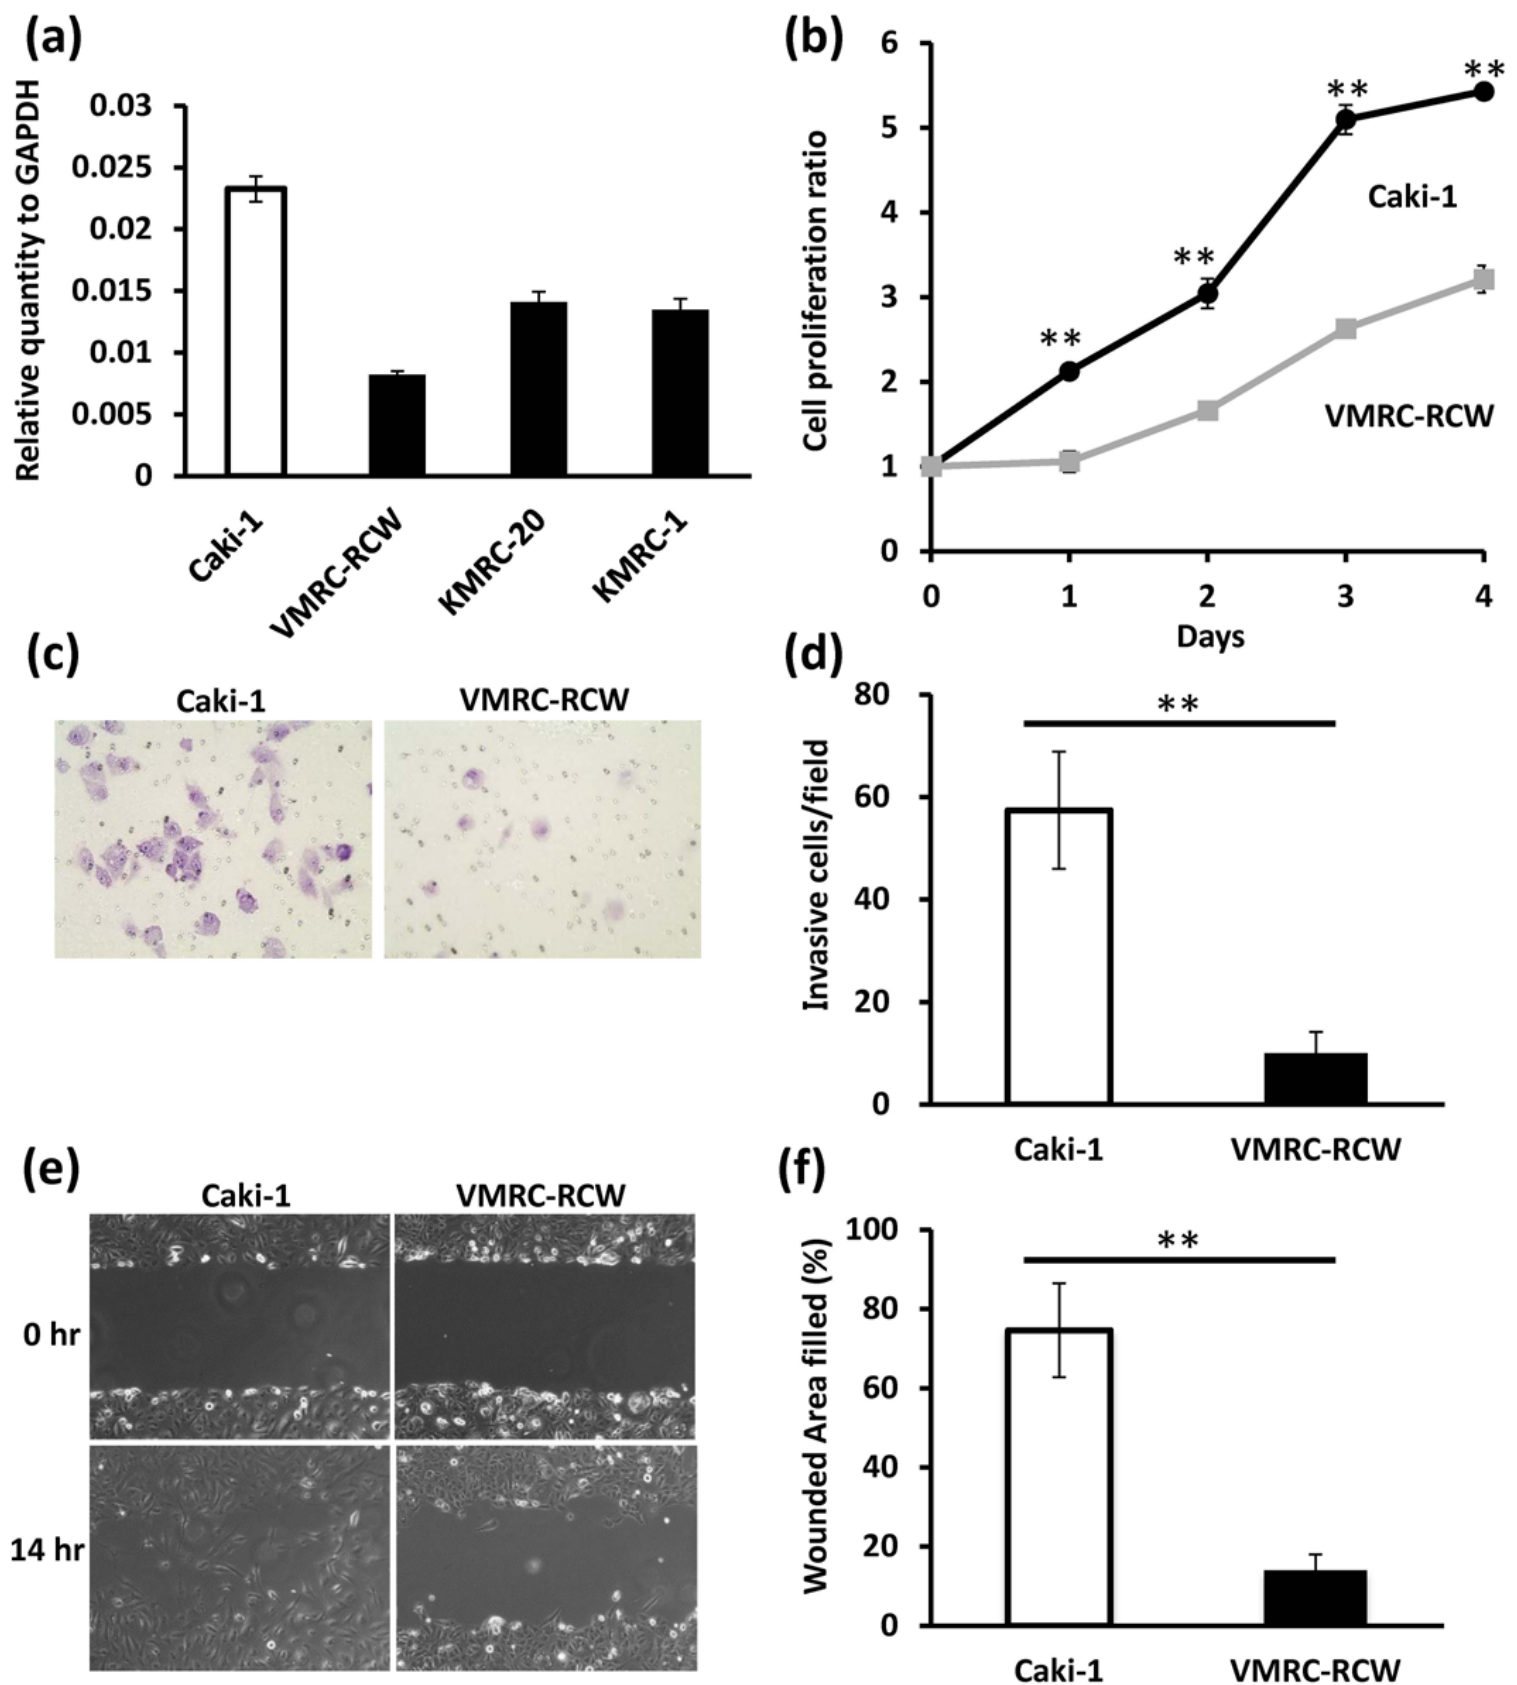 (a)
Relative quantity to GAPDH
0.03
0.025
0.02
0.015
0.01
0.005
0
Caki-1
VMRC-RCW
KMRC-20
KMRC-1
(b)
Cell proliferation ratio
6
5
4
3
2
1
0
**
**
**
**
Caki-1
VMRC-RCW
0 1 2 3 4
Days
(c)
Caki-1 VMRC-RCW
(d)
Invasive cells/field
80
60
40
20
0
**
Caki-1 VMRC-RCW
(e)
Caki-1 VMRC-RCW
0 hr
14 hr
(f)
Wounded Area filled (%)
100
80
60
40
20
0
**
Caki-1 VMRC-RCW